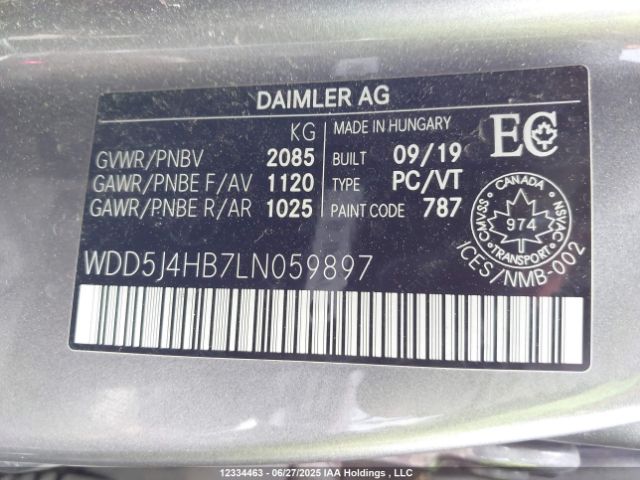 DAIMLER AG
KG
GVWR/PNBV 2085
GAWR/PNBE F/AV 1120
GAWR/PNBE R/AR 1025
MADE IN HUNGARY
BUILT 09/19
TYPE PC/VT
PAINT CODE 787
EC
CANADA
CMVSS NSVAC
974
TRANSPORT
ICES/NMB-002
WDD5J4HB7LN059897
12334463 - 06/27/2025 IAA Holdings , LLC